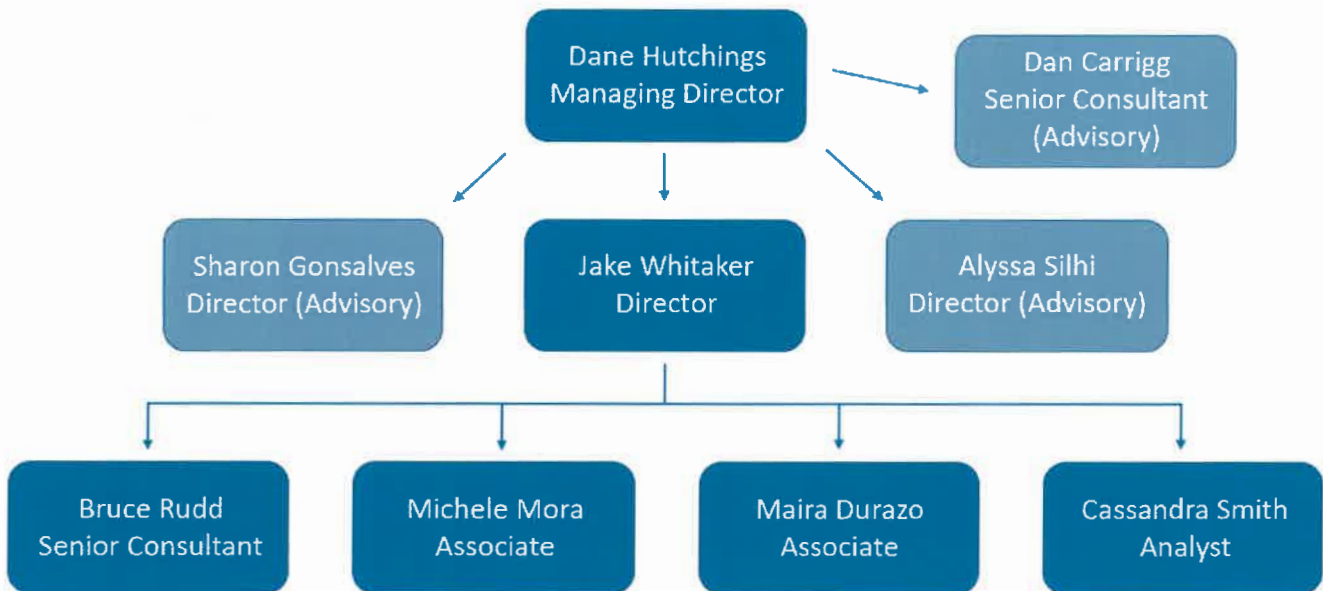 Dane Hutchings
Managing Director
Dan Carrigg
Senior Consultant
(Advisory)
Sharon Gonsalves
Director (Advisory)
Jake Whitaker
Director
Alyssa Silhi
Director (Advisory)
Bruce Rudd
Senior Consultant
Michele Mora
Associate
Maira Durazo
Associate
Cassandra Smith
Analyst